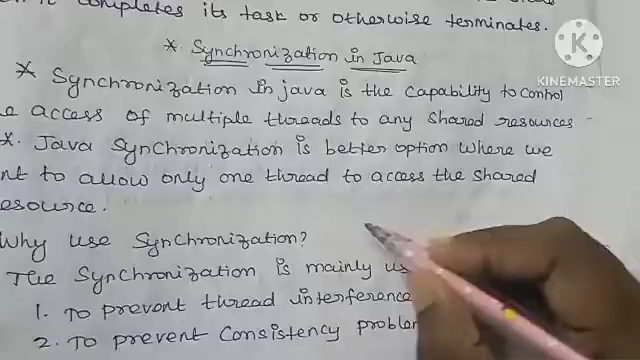 completes its task or otherwise terminates.
* Synchronization in Java
* Synchronization in java is the capability to control
access of multiple threads to any shared resources
*. Java Synchronization is better option where we
nt to allow only one thread to access the shared
esource.
Why use Synchronization?
The Synchronization is mainly us
1. To prevent thread interference
2. To prevent Consistency problem
KINEMASTER